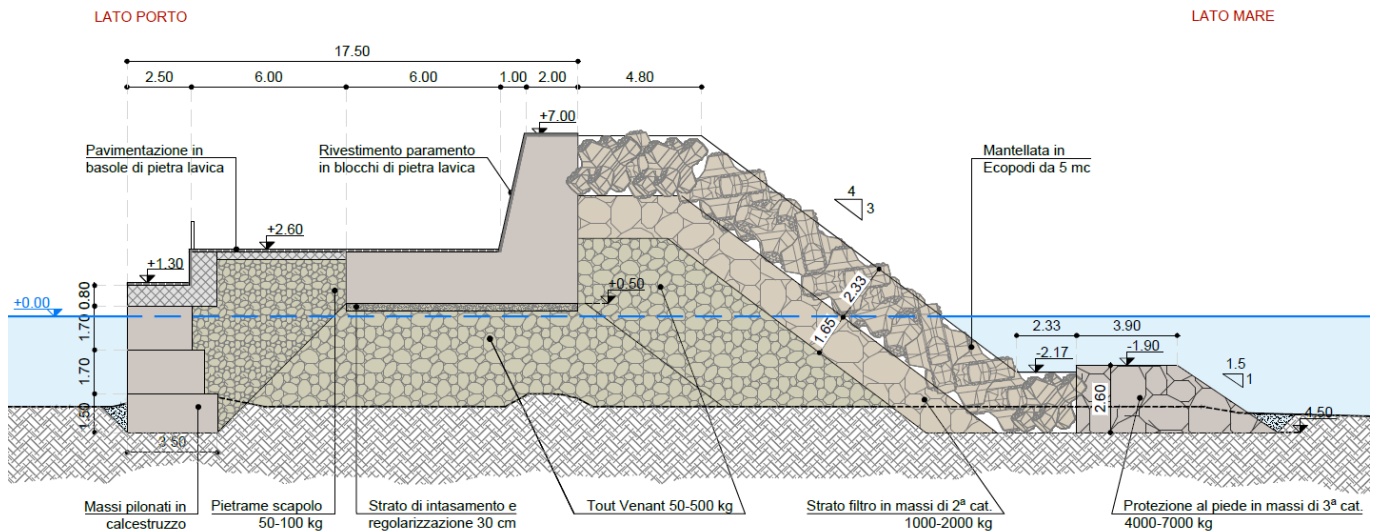 LATO PORTO
LATO MARE
17.50
2.50
6.00
6.00
1.00
2.00
4.80
+7.00
Pavimentazione in
basole di pietra lavica
Rivestimento paramento
in blocchi di pietra lavica
Mantellata in
Ecopodi da 5 mc
4
3
+2.60
+1.30
+0.50
+0.00
0.80
1.70
1.70
1.50
2.33
1.65
2.33
3.90
-2.17
-1.90
1.5
1
2.60
4.50
3.50
Massi pilonati in
calcestruzzo
Pietrame scapolo
50-100 kg
Strato di intasamento e
regolarizzazione 30 cm
Tout Venant 50-500 kg
Strato filtro in massi di 2ª cat.
1000-2000 kg
Protezione al piede in massi di 3ª cat.
4000-7000 kg